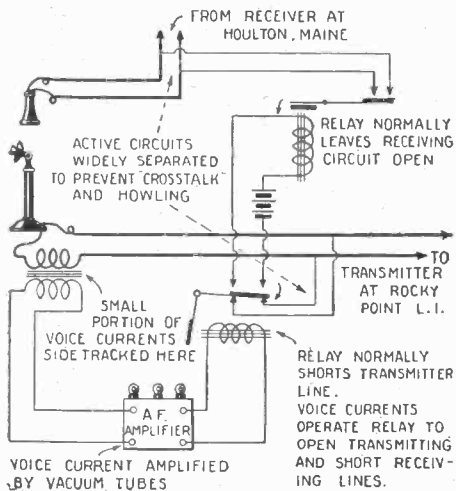 FROM RECEIVER AT
HOULTON, MAINE
ACTIVE CIRCUITS
WIDELY SEPARATED
TO PREVENT "CROSSTALK"
AND HOWLING
RELAY NORMALLY
LEAVES RECEIVING
CIRCUIT OPEN
TO
TRANSMITTER
AT ROCKY
POINT L.I.
SMALL
PORTION OF
VOICE CURRENTS
SIDETRACKED HERE
RELAY NORMALLY
SHORTS TRANSMITTER
LINE.
VOICE CURRENTS
OPERATE RELAY TO
OPEN TRANSMITTING
AND SHORT RECEIV-
ING LINES.
A.F.
AMPLIFIER
VOICE CURRENT AMPLIFIED
BY VACUUM TUBES